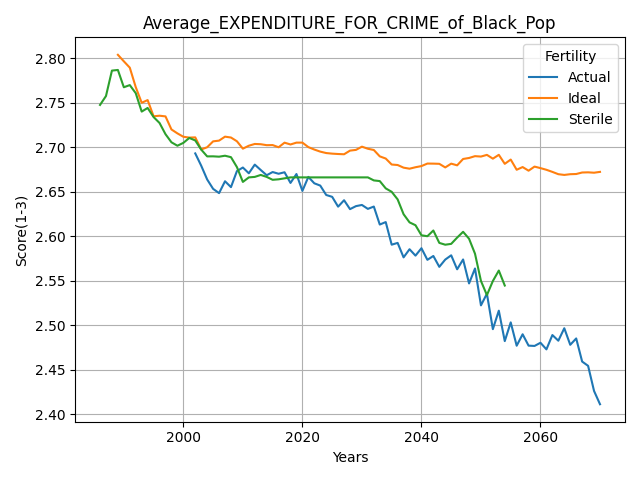 Average_EXPENDITURE_FOR_CRIME_of_Black_Pop
Fertility
Actual
Ideal
Sterile
Score(1-3)
2.80
2.75
2.70
2.65
2.60
2.55
2.50
2.45
2.40
2000 2020 2040 2060
Years